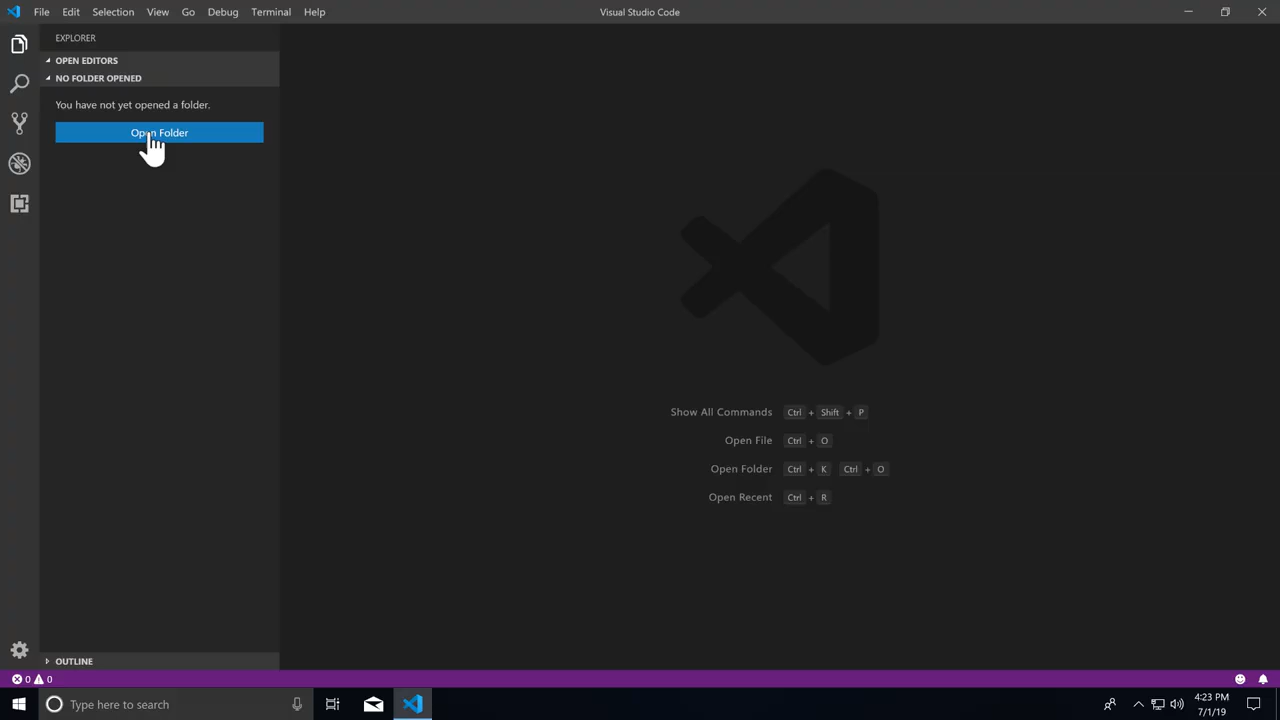 File Edit Selection View Go Debug Terminal Help
Visual Studio Code
EXPLORER
OPEN EDITORS
NO FOLDER OPENED
You have not yet opened a folder.
Open Folder
Show All Commands Ctrl + Shift + P
Open File Ctrl + O
Open Folder Ctrl + K Ctrl + O
Open Recent Ctrl + R
OUTLINE
0 0
Type here to search
4:23 PM
7/1/19